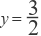 y = 3/2